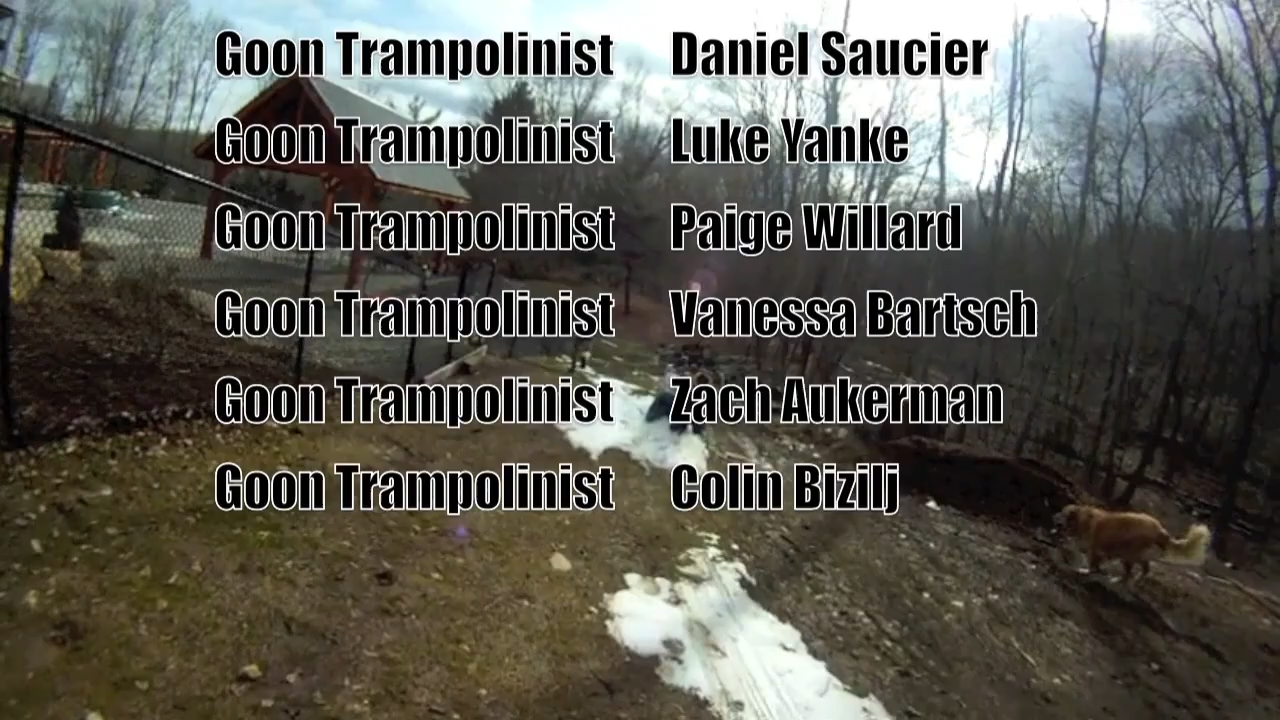 Goon Trampolinist Daniel Saucier
Goon Trampolinist Luke Yanke
Goon Trampolinist Paige Willard
Goon Trampolinist Vanessa Bartsch
Goon Trampolinist Zach Aukerman
Goon Trampolinist Colin Bizilj